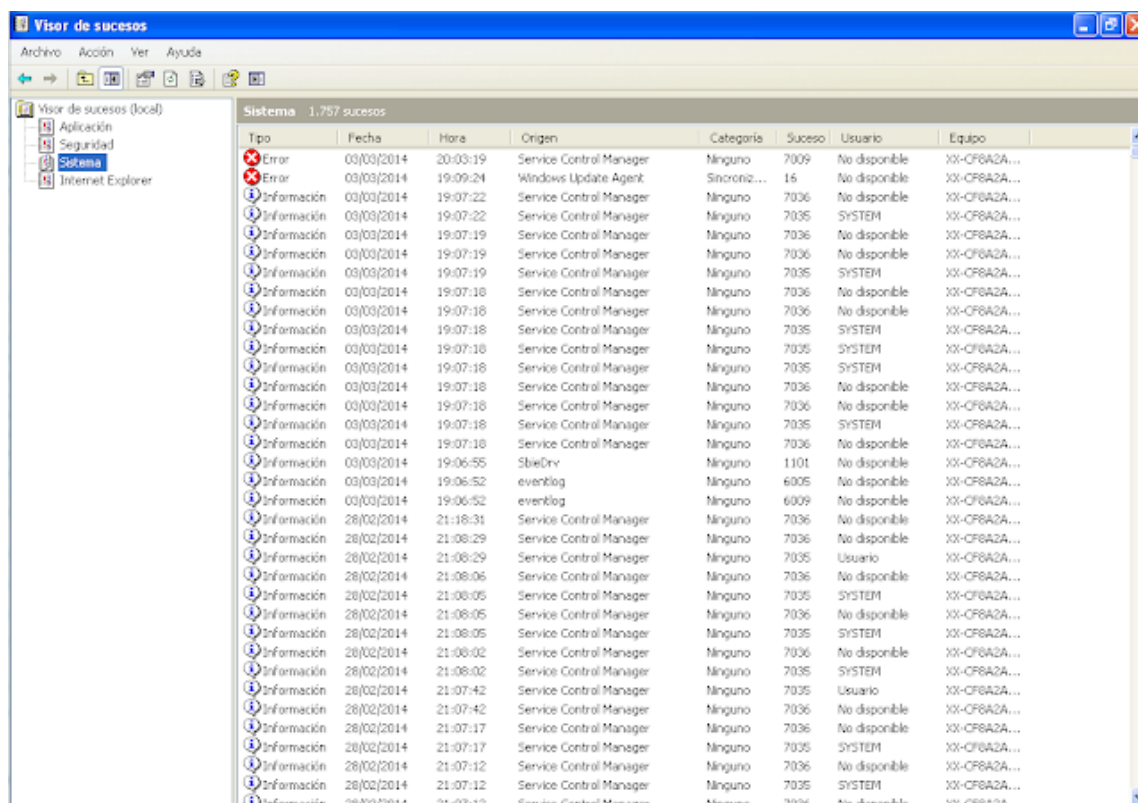 Visor de sucesos
Archivo Acción Ver Ayuda
Visor de sucesos (local)
Aplicación
Seguridad
Sistema
Internet Explorer
Sistema 1.757 sucesos
Tipo Fecha Hora Origen Categoría Suceso Usuario Equipo
Error 03/03/2014 20:03:19 Service Control Manager Ninguno 7009 No disponible XX-CF8A2A...
Error 03/03/2014 19:09:24 Windows Update Agent Sincroniz... 16 No disponible XX-CF8A2A...
Información 03/03/2014 19:07:22 Service Control Manager Ninguno 7036 No disponible XX-CF8A2A...
Información 03/03/2014 19:07:22 Service Control Manager Ninguno 7035 SYSTEM XX-CF8A2A...
Información 03/03/2014 19:07:19 Service Control Manager Ninguno 7036 No disponible XX-CF8A2A...
Información 03/03/2014 19:07:19 Service Control Manager Ninguno 7036 No disponible XX-CF8A2A...
Información 03/03/2014 19:07:19 Service Control Manager Ninguno 7035 SYSTEM XX-CF8A2A...
Información 03/03/2014 19:07:18 Service Control Manager Ninguno 7036 No disponible XX-CF8A2A...
Información 03/03/2014 19:07:18 Service Control Manager Ninguno 7036 No disponible XX-CF8A2A...
Información 03/03/2014 19:07:18 Service Control Manager Ninguno 7035 SYSTEM XX-CF8A2A...
Información 03/03/2014 19:07:18 Service Control Manager Ninguno 7035 SYSTEM XX-CF8A2A...
Información 03/03/2014 19:07:18 Service Control Manager Ninguno 7035 SYSTEM XX-CF8A2A...
Información 03/03/2014 19:07:18 Service Control Manager Ninguno 7036 No disponible XX-CF8A2A...
Información 03/03/2014 19:07:18 Service Control Manager Ninguno 7036 No disponible XX-CF8A2A...
Información 03/03/2014 19:07:18 Service Control Manager Ninguno 7035 SYSTEM XX-CF8A2A...
Información 03/03/2014 19:07:18 Service Control Manager Ninguno 7036 No disponible XX-CF8A2A...
Información 03/03/2014 19:06:55 SbieDrv Ninguno 1101 No disponible XX-CF8A2A...
Información 03/03/2014 19:06:52 eventlog Ninguno 6005 No disponible XX-CF8A2A...
Información 03/03/2014 19:06:52 eventlog Ninguno 6009 No disponible XX-CF8A2A...
Información 28/02/2014 21:18:31 Service Control Manager Ninguno 7036 No disponible XX-CF8A2A...
Información 28/02/2014 21:08:29 Service Control Manager Ninguno 7036 No disponible XX-CF8A2A...
Información 28/02/2014 21:08:29 Service Control Manager Ninguno 7035 Usuario XX-CF8A2A...
Información 28/02/2014 21:08:06 Service Control Manager Ninguno 7036 No disponible XX-CF8A2A...
Información 28/02/2014 21:08:05 Service Control Manager Ninguno 7035 SYSTEM XX-CF8A2A...
Información 28/02/2014 21:08:05 Service Control Manager Ninguno 7036 No disponible XX-CF8A2A...
Información 28/02/2014 21:08:05 Service Control Manager Ninguno 7035 SYSTEM XX-CF8A2A...
Información 28/02/2014 21:08:02 Service Control Manager Ninguno 7036 No disponible XX-CF8A2A...
Información 28/02/2014 21:08:02 Service Control Manager Ninguno 7035 SYSTEM XX-CF8A2A...
Información 28/02/2014 21:07:42 Service Control Manager Ninguno 7035 Usuario XX-CF8A2A...
Información 28/02/2014 21:07:42 Service Control Manager Ninguno 7036 No disponible XX-CF8A2A...
Información 28/02/2014 21:07:17 Service Control Manager Ninguno 7036 No disponible XX-CF8A2A...
Información 28/02/2014 21:07:17 Service Control Manager Ninguno 7035 SYSTEM XX-CF8A2A...
Información 28/02/2014 21:07:12 Service Control Manager Ninguno 7036 No disponible XX-CF8A2A...
Información 28/02/2014 21:07:12 Service Control Manager Ninguno 7035 SYSTEM XX-CF8A2A...